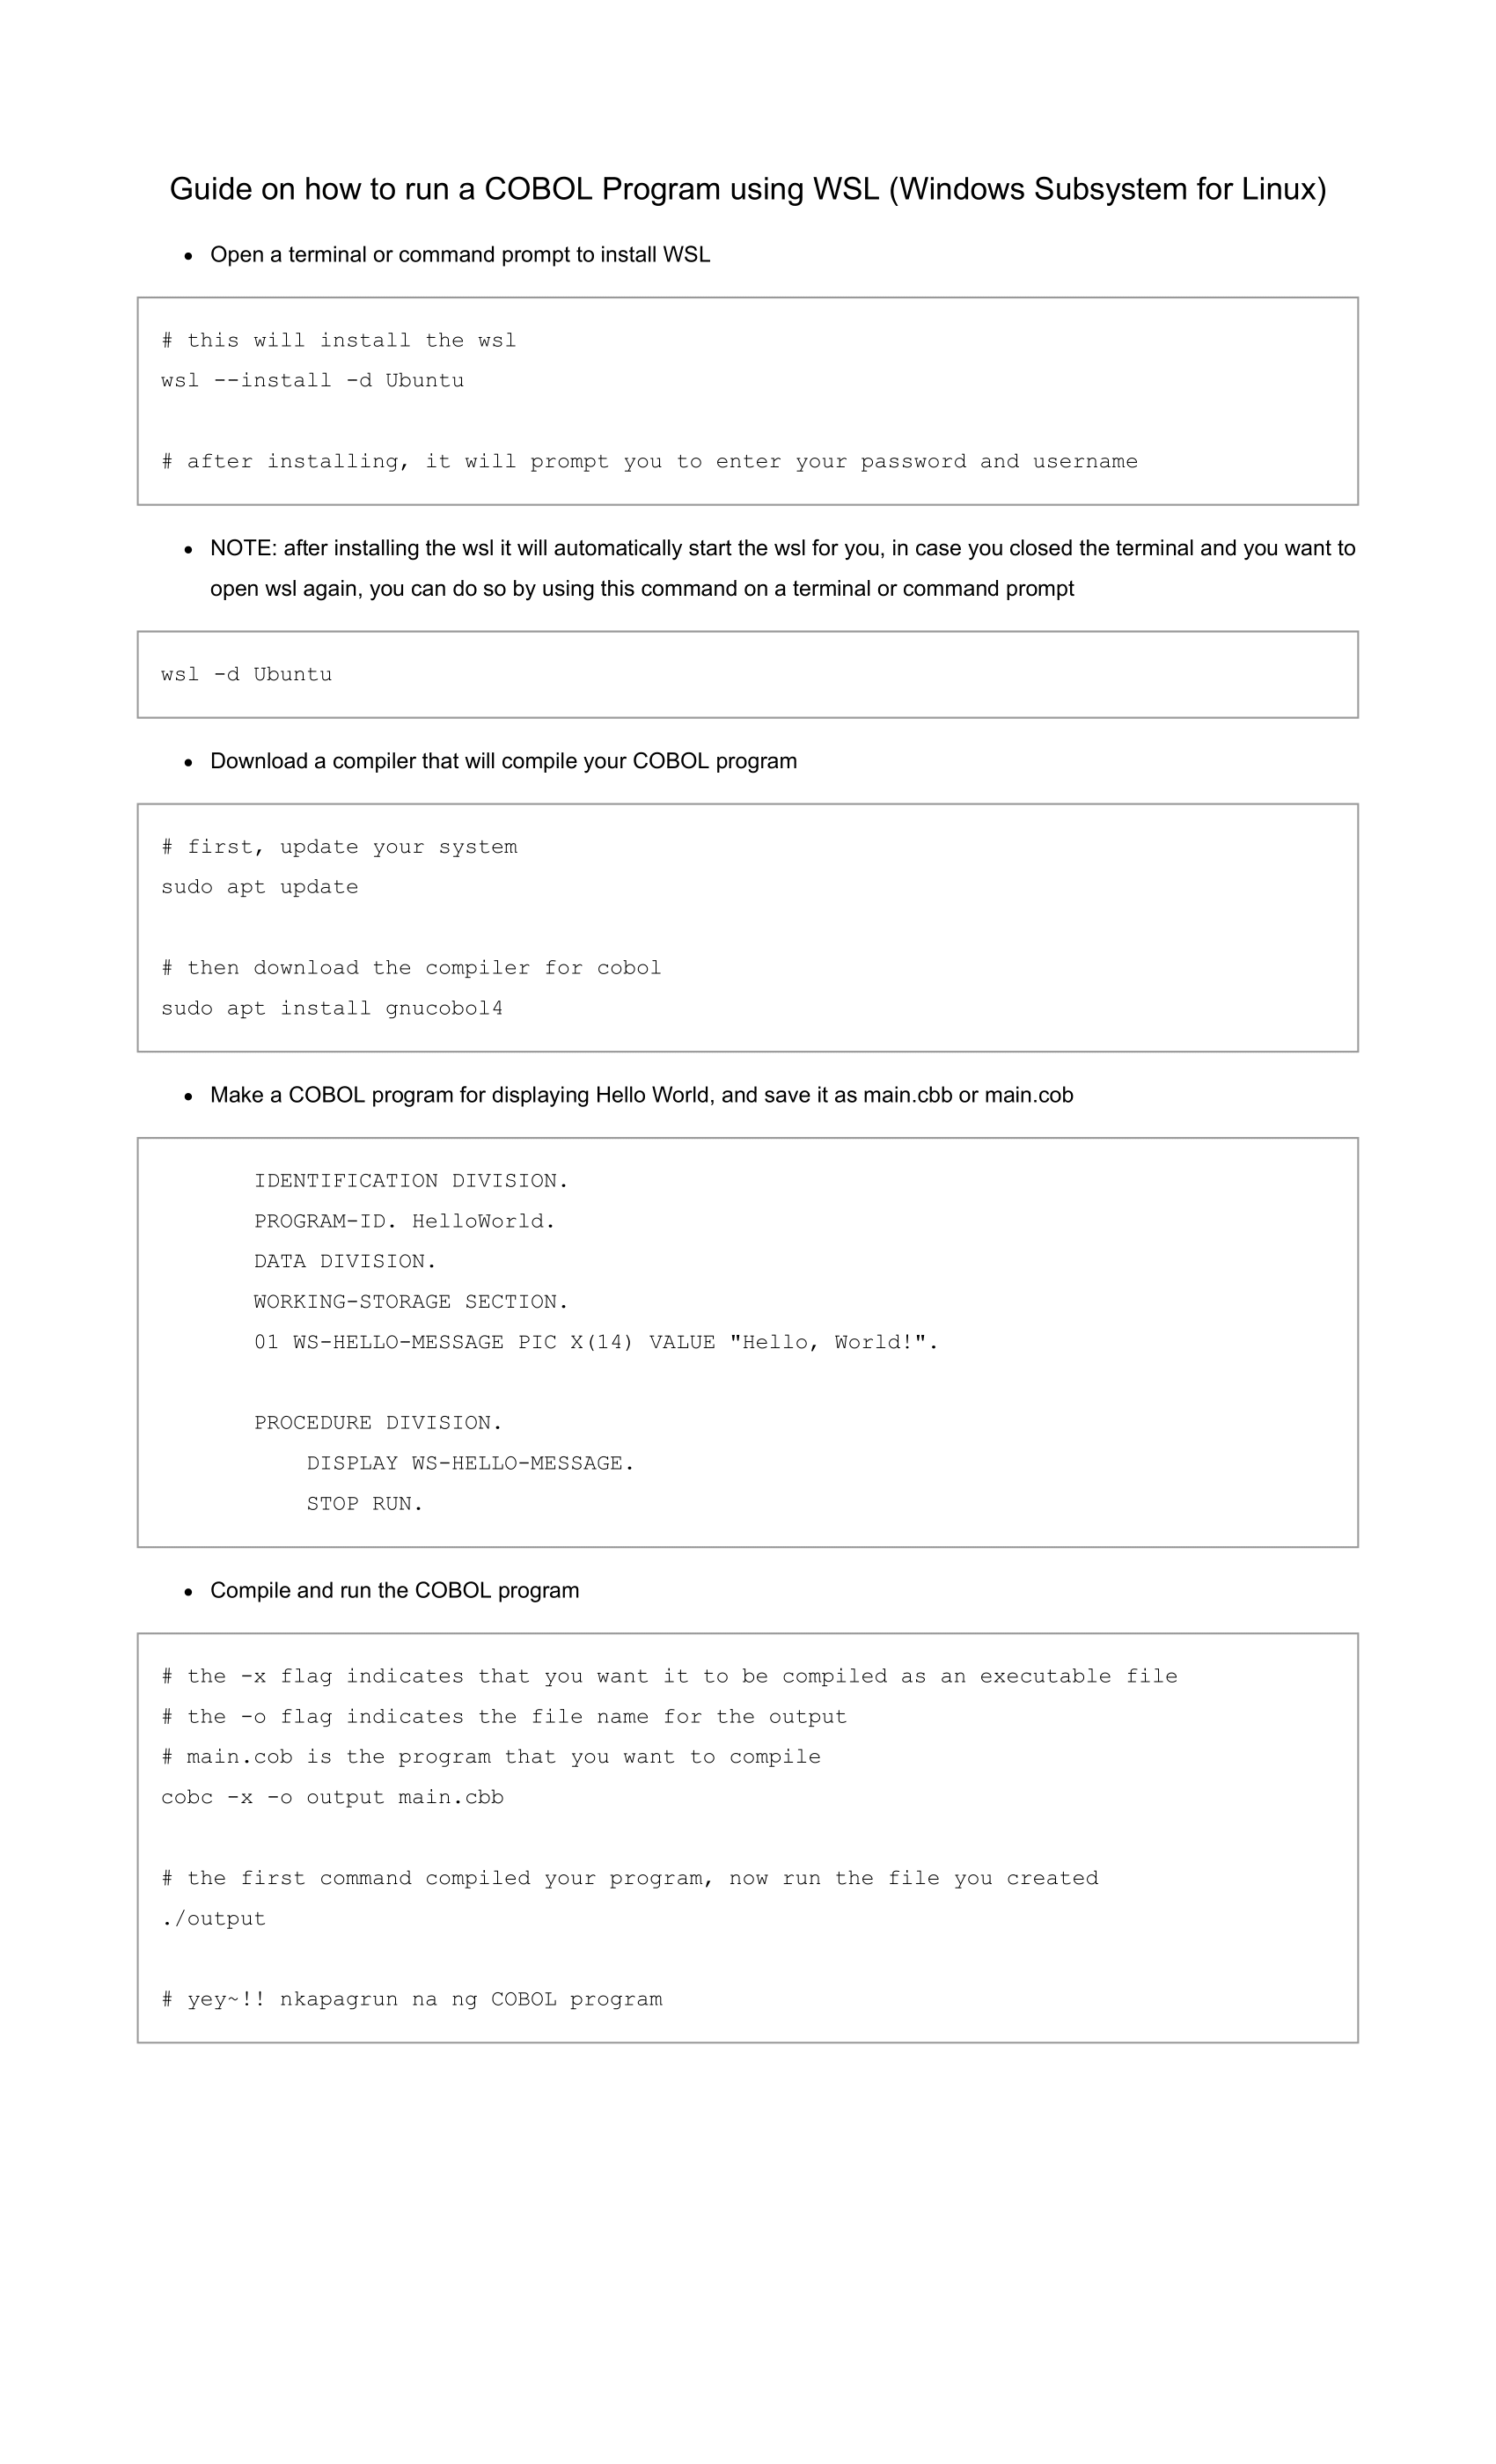 Guide on how to run a COBOL Program using WSL (Windows Subsystem for Linux)
• Open a terminal or command prompt to install WSL
# this will install the wsl
wsl --install -d Ubuntu
# after installing, it will prompt you to enter your password and username
• NOTE: after installing the wsl it will automatically start the wsl for you, in case you closed the terminal and you want to
open wsl again, you can do so by using this command on a terminal or command prompt
wsl -d Ubuntu
• Download a compiler that will compile your COBOL program
# first, update your system
sudo apt update
# then download the compiler for cobol
sudo apt install gnucobol4
• Make a COBOL program for displaying Hello World, and save it as main.cbb or main.cob
IDENTIFICATION DIVISION.
PROGRAM-ID. HelloWorld.
DATA DIVISION.
WORKING-STORAGE SECTION.
01 WS-HELLO-MESSAGE PIC X(14) VALUE "Hello, World!".
PROCEDURE DIVISION.
DISPLAY WS-HELLO-MESSAGE.
STOP RUN.
• Compile and run the COBOL program
# the -x flag indicates that you want it to be compiled as an executable file
# the -o flag indicates the file name for the output
# main.cob is the program that you want to compile
cobc -x -o output main.cbb
# the first command compiled your program, now run the file you created
./output
# yey~!! nkapagrun na ng COBOL program